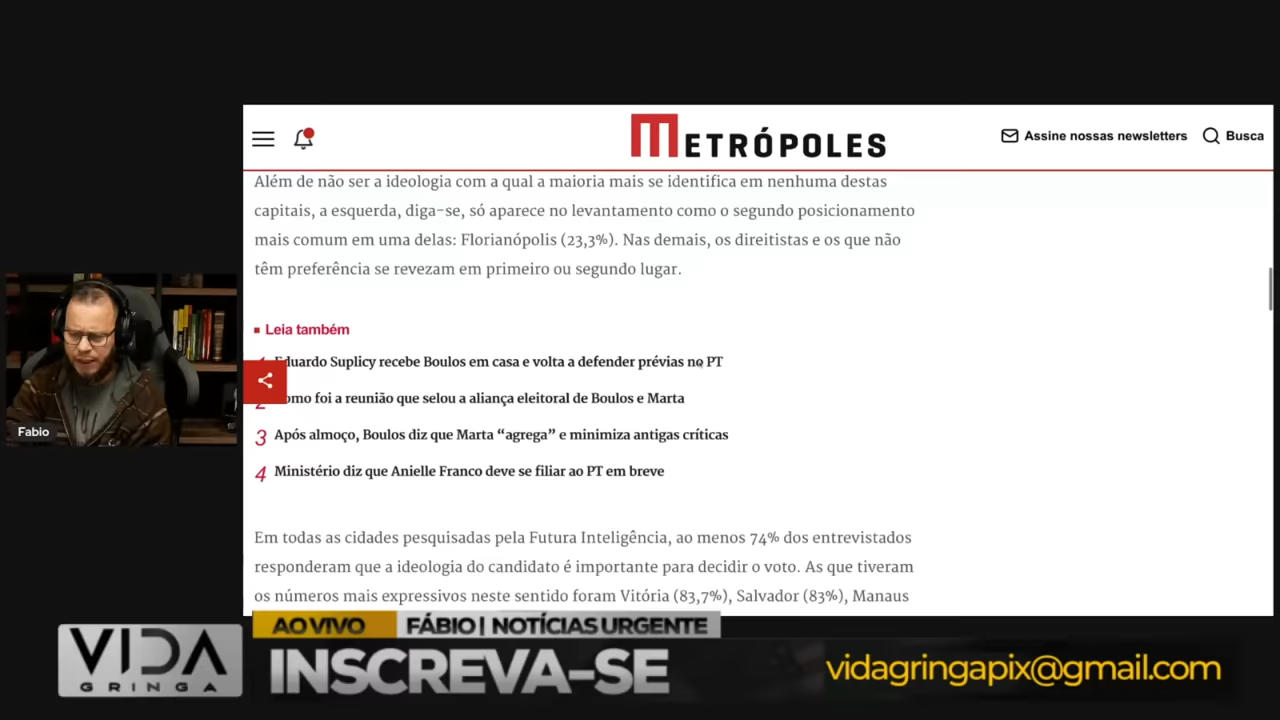 METRÓPOLES
Assine nossas newsletters
Busca
Além de não ser a ideologia com a qual a maioria mais se identifica em nenhuma destas
capitais, a esquerda, diga-se, só aparece no levantamento como o segundo posicionamento
mais comum em uma delas: Florianópolis (23,3%). Nas demais, os direitistas e os que não
têm preferência se revezam em primeiro ou segundo lugar.
Leia também
Eduardo Suplicy recebe Boulos em casa e volta a defender prévias no PT
2 omo foi a reunião que selou a aliança eleitoral de Boulos e Marta
3 Após almoço, Boulos diz que Marta “agrega” e minimiza antigas críticas
4 Ministério diz que Anielle Franco deve se filiar ao PT em breve
Em todas as cidades pesquisadas pela Futura Inteligência, ao menos 74% dos entrevistados
responderam que a ideologia do candidato é importante para decidir o voto. As que tiveram
os números mais expressivos neste sentido foram Vitória (83,7%), Salvador (83%), Manaus
Fabio
AO VIVO FÁBIO | NOTÍCIAS URGENTE
VIDA
GRINGA
INSCREVA-SE
vidagringapix@gmail.com